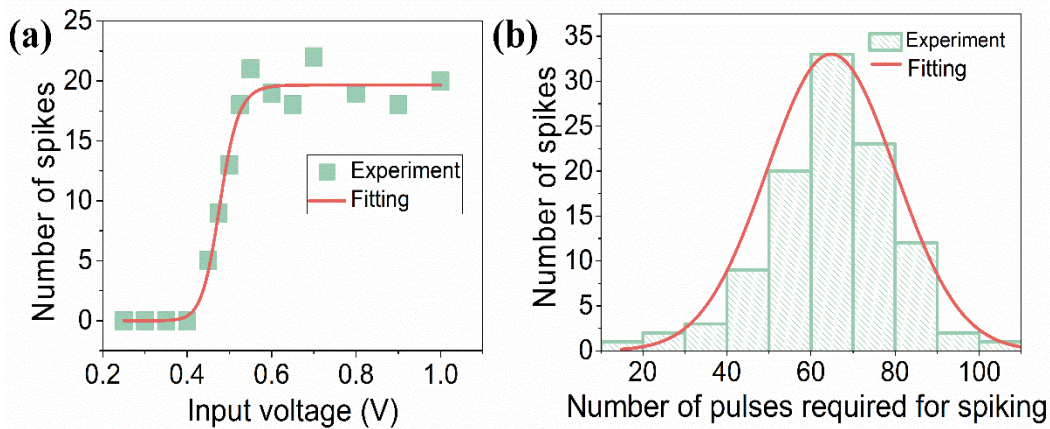 (a)
Number of spikes
25
20
15
10
5
0
0.2
0.4
0.6
0.8
1.0
Input voltage (V)
Experiment
Fitting
(b)
Number of spikes
35
30
25
20
15
10
5
0
20
40
60
80
100
Number of pulses required for spiking
Experiment
Fitting